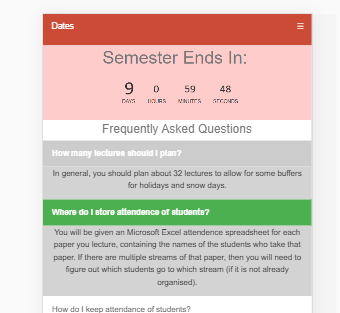 Dates
Semester Ends In:
9 0 59 48
DAYS HOURS MINUTES SECONDS
Frequently Asked Questions
How many lectures should I plan?
In general, you should plan about 32 lectures to allow for some buffers
for holidays and snow days.
Where do I store attendence of students?
You will be given an Microsoft Excel attendence spreadsheet for each
paper you lecture, containing the names of the students who take that
paper. If there are multiple streams of that paper, then you will need to
figure out which students go to which stream (if it is not already
organised).
How do I keep attendance of students?